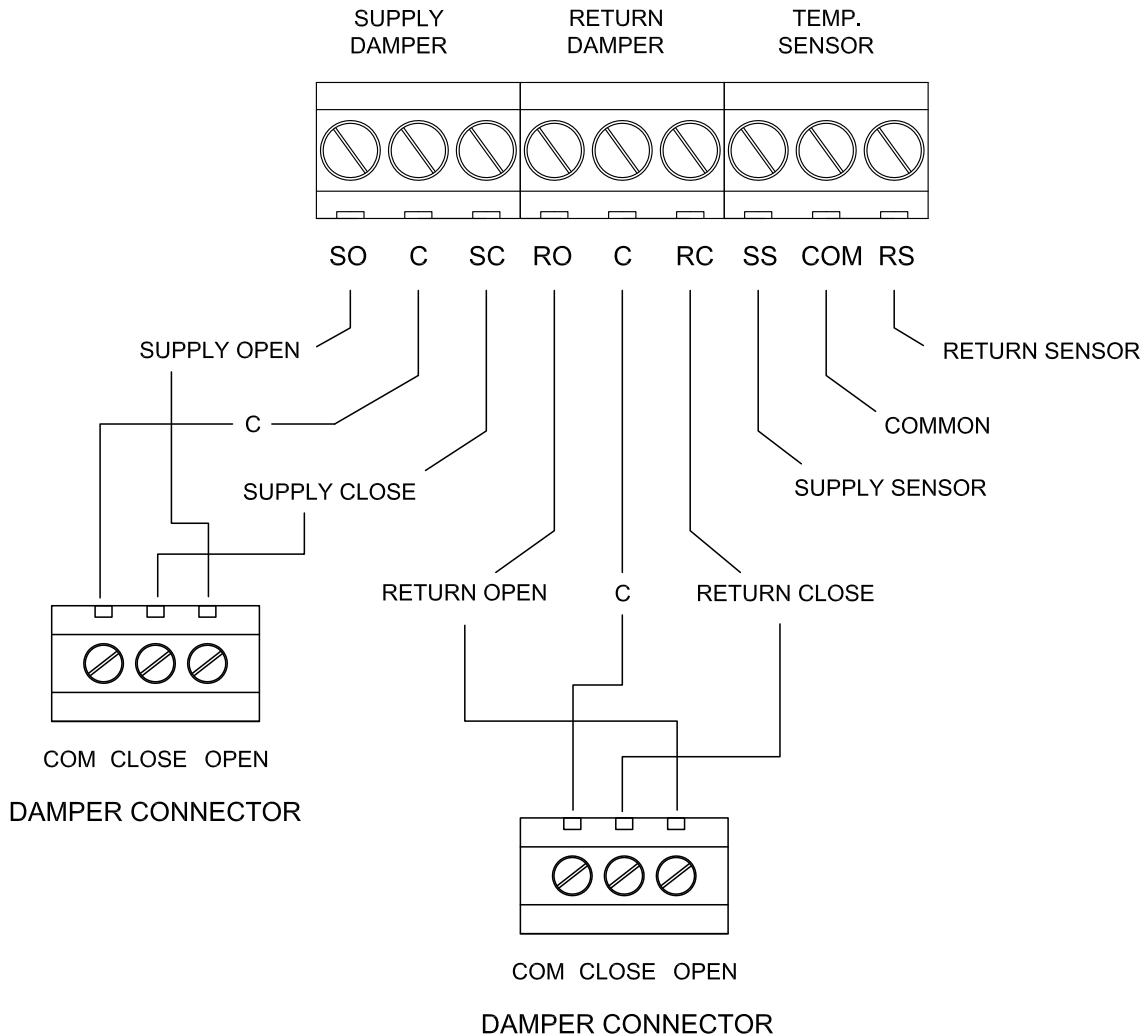 SUPPLY
DAMPER
RETURN
DAMPER
TEMP.
SENSOR
SO C SC RO C RC SS COM RS
SUPPLY OPEN
RETURN SENSOR
C
COMMON
SUPPLY CLOSE
SUPPLY SENSOR
RETURN OPEN
C
RETURN CLOSE
COM CLOSE OPEN
DAMPER CONNECTOR
COM CLOSE OPEN
DAMPER CONNECTOR